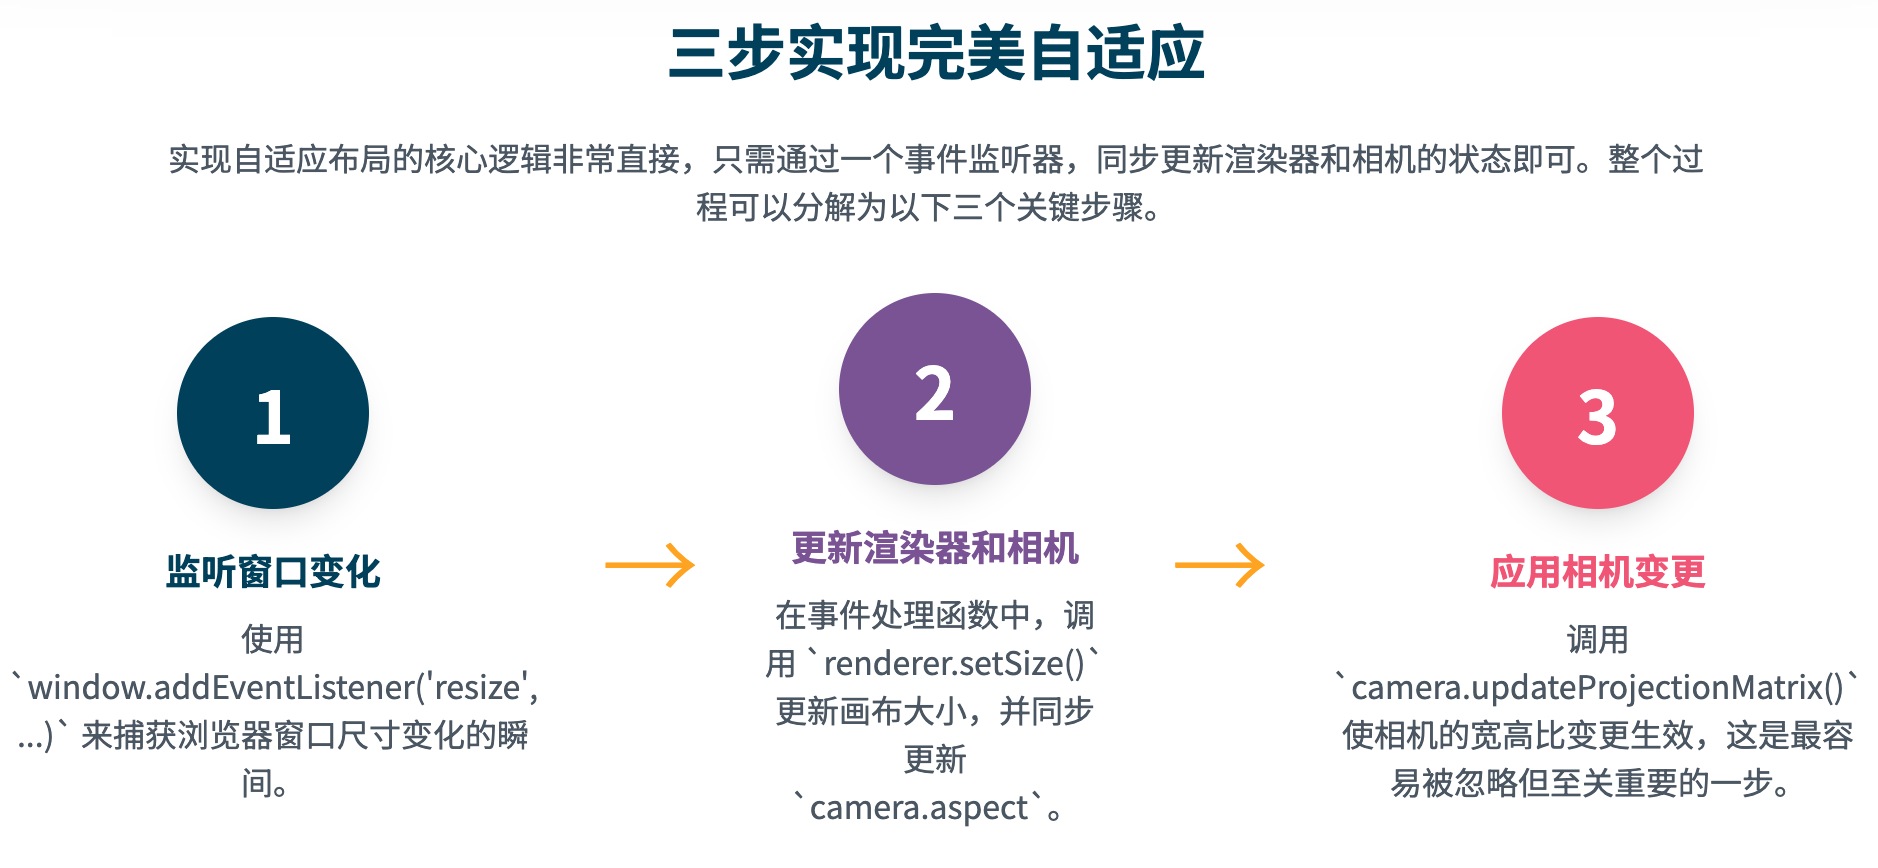 三步实现完美自适应
实现自适应布局的核心逻辑非常直接，只需通过一个事件监听器，同步更新渲染器和相机的状态即可。整个过
程可以分解为以下三个关键步骤。
1
监听窗口变化
使用
`window.addEventListener('resize',
...)` 来捕获浏览器窗口尺寸变化的瞬
间。
→
2
更新渲染器和相机
在事件处理函数中，调
用 `renderer.setSize()`
更新画布大小，并同步
更新
`camera.aspect`。
→
3
应用相机变更
调用
`camera.updateProjectionMatrix()`
使相机的宽高比变更生效，这是最容
易被忽略但至关重要的一步。